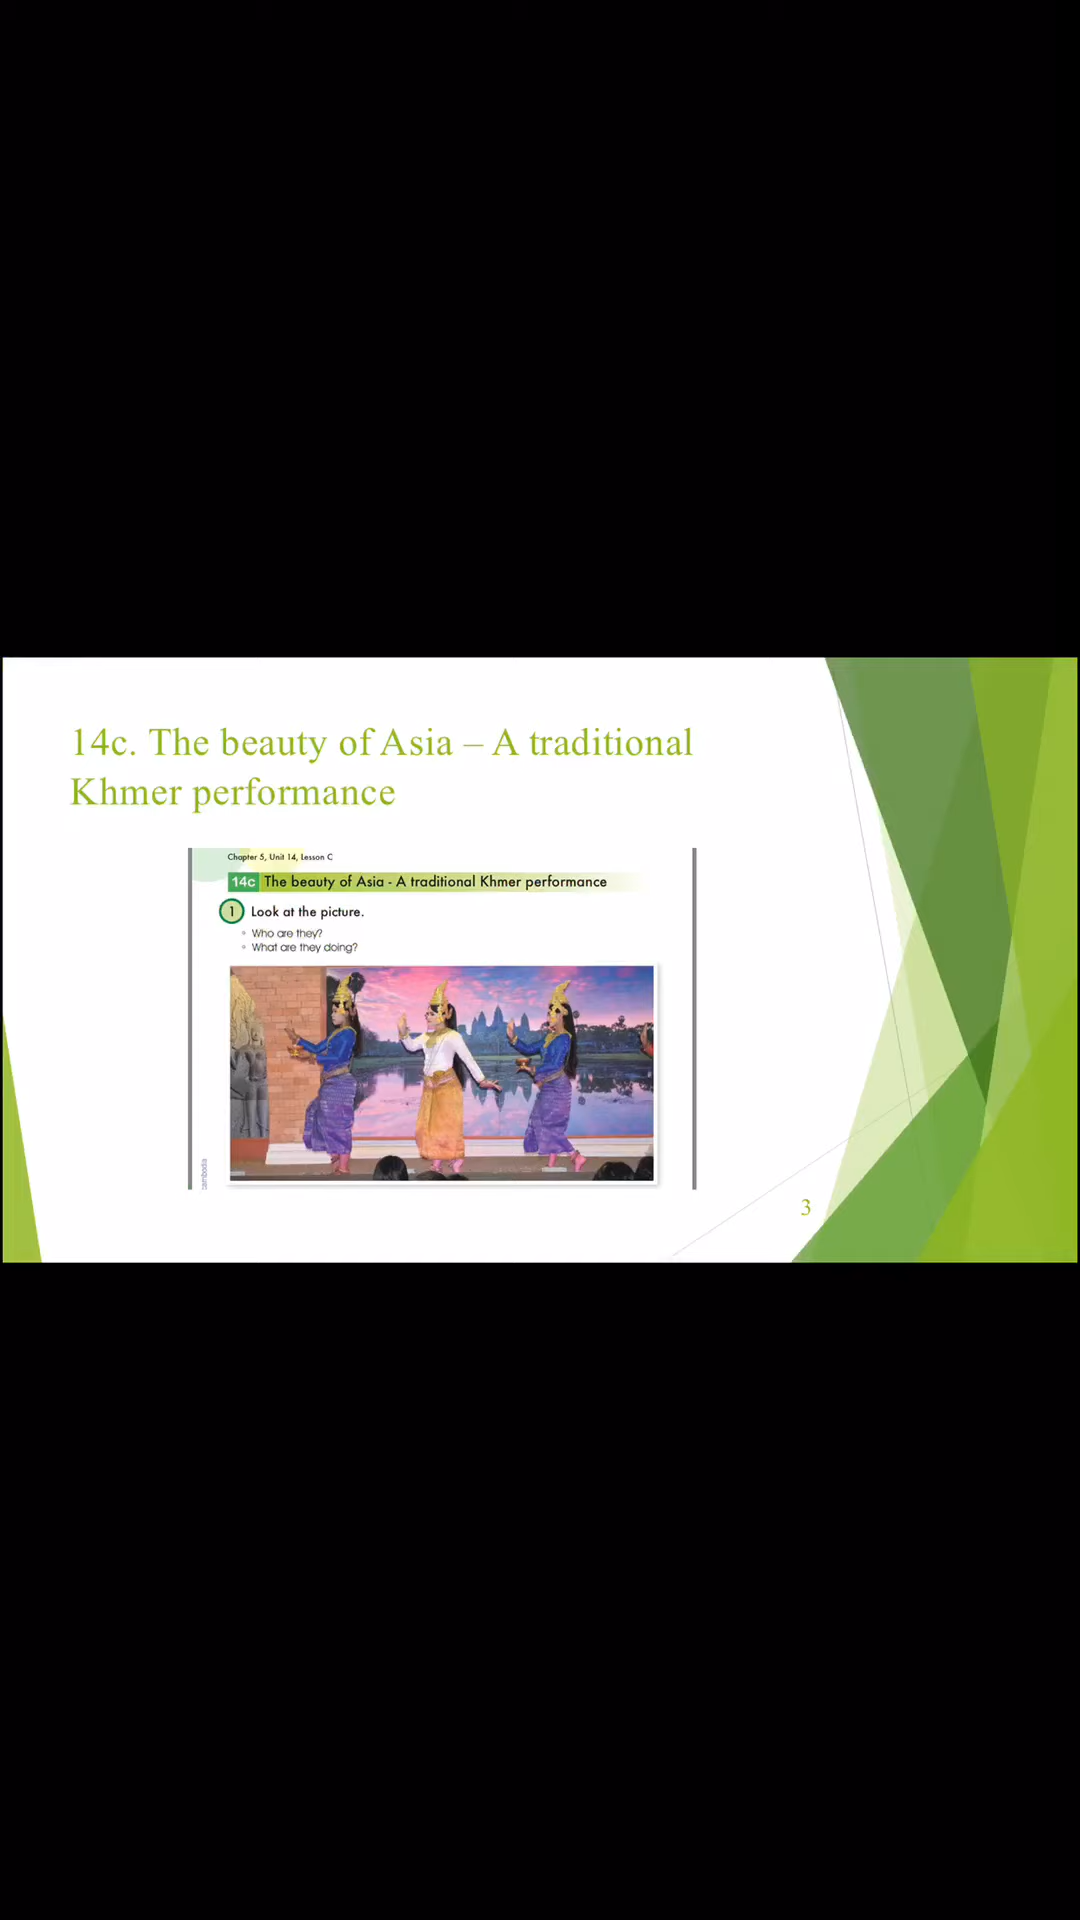 14c. The beauty of Asia – A traditional
Khmer performance
Chapter 5, Unit 14, Lesson C
14c The beauty of Asia - A traditional Khmer performance
1 Look at the picture.
• Who are they?
• What are they doing?
ambodia
3